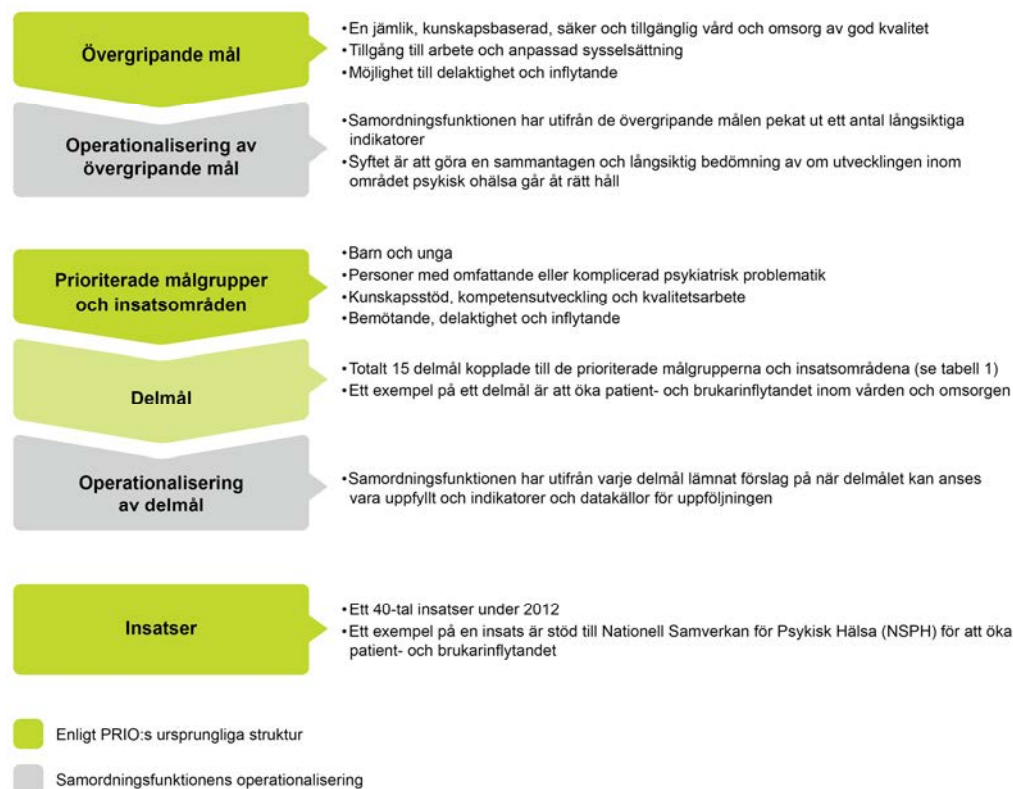 Övergripande mål
•En jämlik, kunskapsbaserad, säker och tillgänglig vård och omsorg av god kvalitet
•Tillgång till arbete och anpassad sysselsättning
•Möjlighet till delaktighet och inflytande
Operationalisering av
övergripande mål
•Samordningsfunktionen har utifrån de övergripande målen pekat ut ett antal långsiktiga
indikatorer
•Syftet är att göra en sammantagen och långsiktig bedömning av om utvecklingen inom
området psykisk ohälsa går åt rätt håll
Prioriterade målgrupper
och insatsområden
•Barn och unga
•Personer med omfattande eller komplicerad psykiatrisk problematik
•Kunskapsstöd, kompetensutveckling och kvalitetsarbete
•Bemötande, delaktighet och inflytande
Delmål
•Totalt 15 delmål kopplade till de prioriterade målgrupperna och insatsområdena (se tabell 1)
•Ett exempel på ett delmål är att öka patient- och brukarinflytandet inom vården och omsorgen
Operationalisering
av delmål
•Samordningsfunktionen har utifrån varje delmål lämnat förslag på när delmålet kan anses
vara uppfyllt och indikatorer och datakällor för uppföljningen
Insatser
•Ett 40-tal insatser under 2012
•Ett exempel på en insats är stöd till Nationell Samverkan för Psykisk Hälsa (NSPH) för att öka
patient- och brukarinflytandet
Enligt PRIO:s ursprungliga struktur
Samordningsfunktionens operationalisering